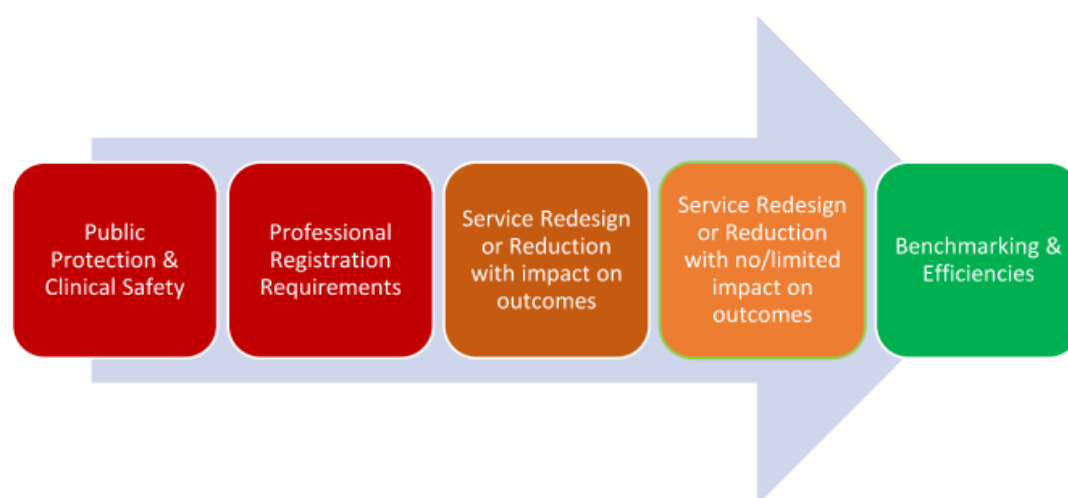 Public
Protection &
Clinical Safety
Professional
Registration
Requirements
Service Redesign
or Reduction
with impact on
outcomes
Service Redesign
or Reduction
with no/limited
impact on
outcomes
Benchmarking &
Efficiencies